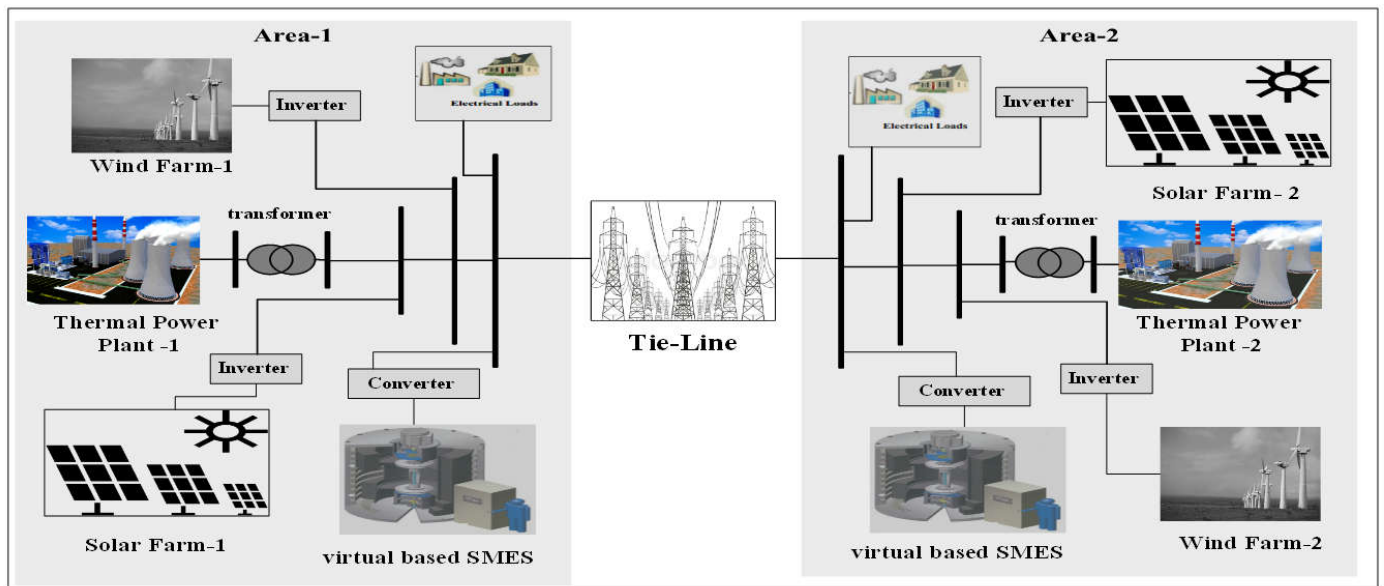 Area-1
Electrical Loads
Inverter
Wind Farm-1
transformer
Thermal Power
Plant -1
Inverter
Converter
Solar Farm-1
virtual based SMES
Tie-Line
Area-2
Electrical Loads
Inverter
Solar Farm- 2
transformer
Thermal Power
Plant -2
Inverter
Converter
virtual based SMES
Wind Farm-2